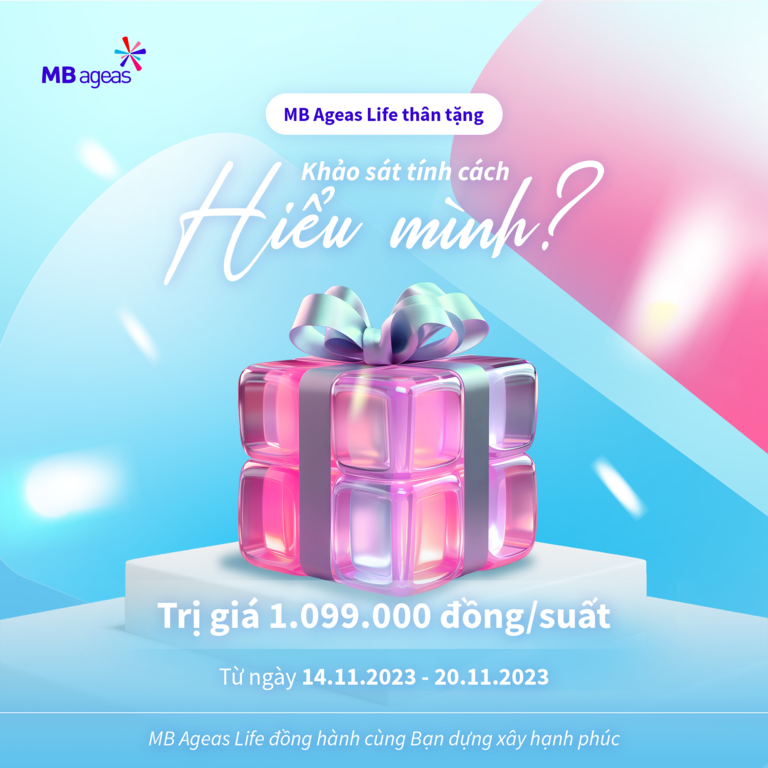 MB ageas
MB Ageas Life thân tặng
Khảo sát tính cách
Hiểu mình?
Trị giá 1.099.000 đồng/suất
Từ ngày 14.11.2023 - 20.11.2023
MB Ageas Life đồng hành cùng Bạn dựng xây hạnh phúc